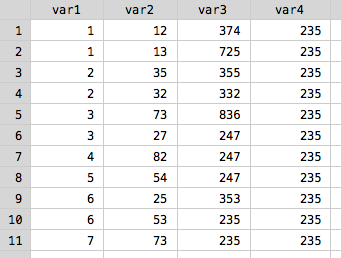 var1 var2 var3 var4
1 1 12 374 235
2 1 13 725 235
3 2 35 355 235
4 2 32 332 235
5 3 73 836 235
6 3 27 247 235
7 4 82 247 235
8 5 54 247 235
9 6 25 353 235
10 6 53 235 235
11 7 73 235 235